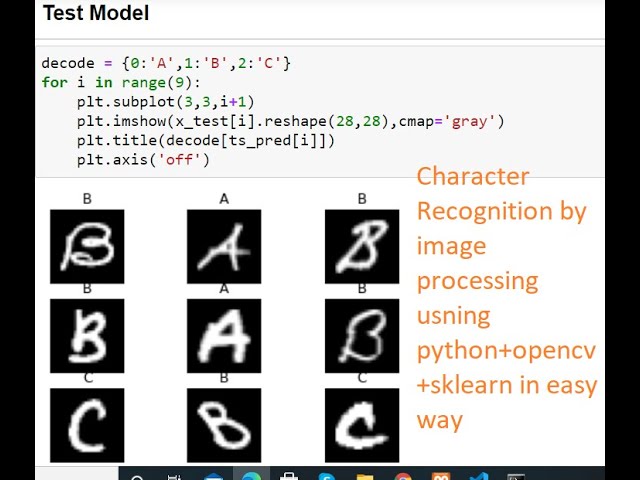 Test Model
decode = {0:'A',1:'B',2:'C'}
for i in range(9):
plt.subplot(3,3,i+1)
plt.imshow(x_test[i].reshape(28,28),cmap='gray')
plt.title(decode[ts_pred[i]])
plt.axis('off')
B A B
B A B
B A B
B A B
C B C
C B C
Character
Recognition by
image
processing
usning
python+opencv
+sklearn in easy
way